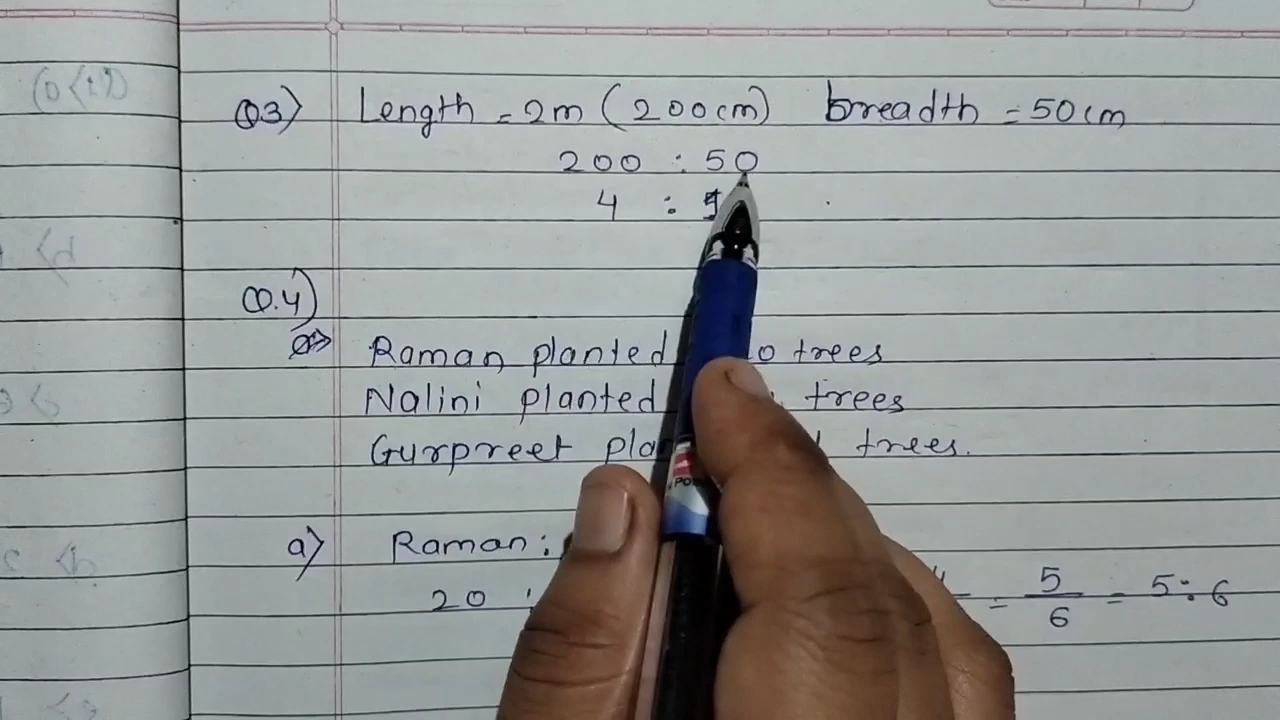 Q3) Length = 2m (200cm) breadth = 50cm
200 : 50
4 :
Q.4)
Raman planted trees
Nalini planted trees
Gurpreet trees.
a) Raman :
20 : = 5/6 = 5:6